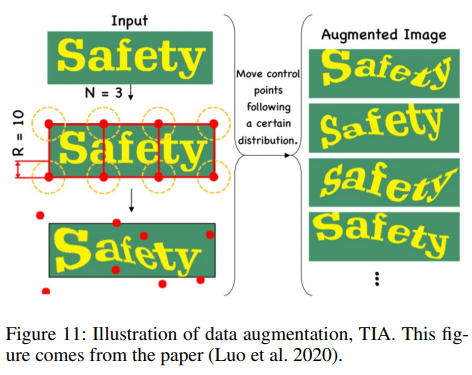 Input
Safety
N = 3
R = 10
Safety
Safety
Move control
points
following
a certain
distribution.
Augmented Image
Safety
Safety
Safety
Safety
Figure 11: Illustration of data augmentation, TIA. This fig-
ure comes from the paper (Luo et al. 2020).